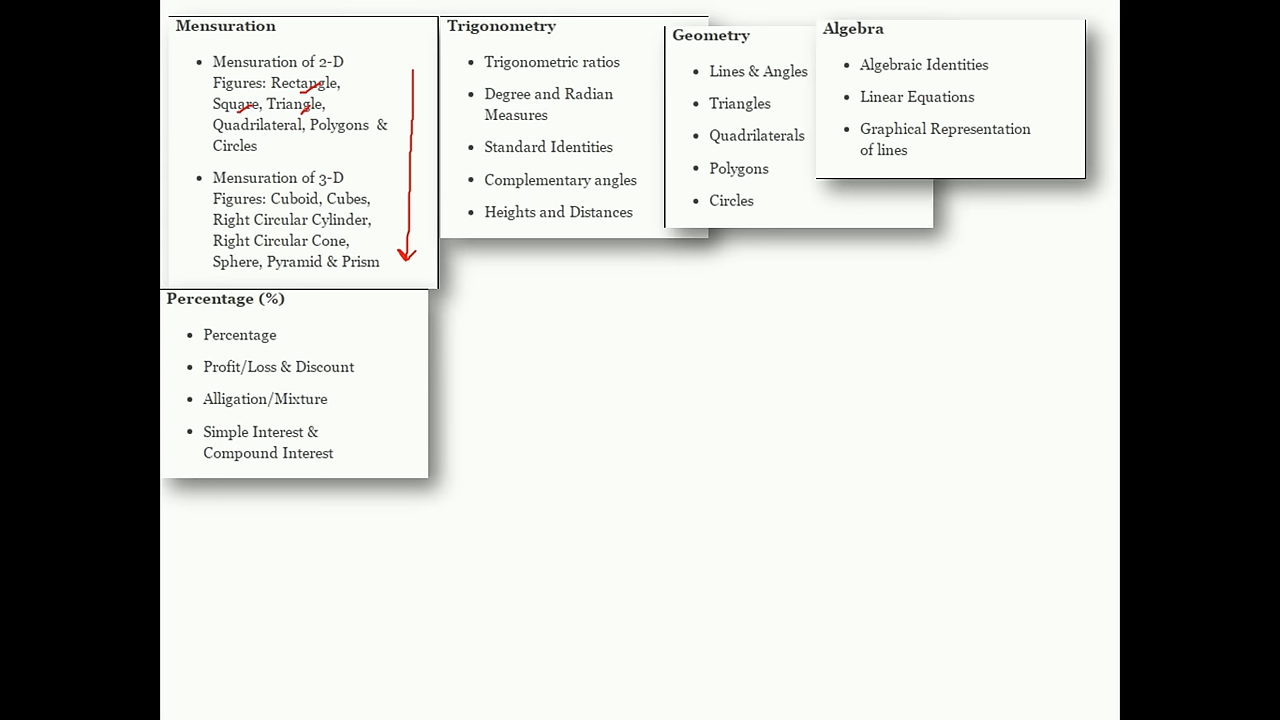 Mensuration
Mensuration of 2-D
Figures: Rectangle,
Square, Triangle,
Quadrilateral, Polygons &
Circles
Mensuration of 3-D
Figures: Cuboid, Cubes,
Right Circular Cylinder,
Right Circular Cone,
Sphere, Pyramid & Prism
Trigonometry
Trigonometric ratios
Degree and Radian
Measures
Standard Identities
Complementary angles
Heights and Distances
Geometry
Lines & Angles
Triangles
Quadrilaterals
Polygons
Circles
Algebra
Algebraic Identities
Linear Equations
Graphical Representation
of lines
Percentage (%)
Percentage
Profit/Loss & Discount
Alligation/Mixture
Simple Interest &
Compound Interest